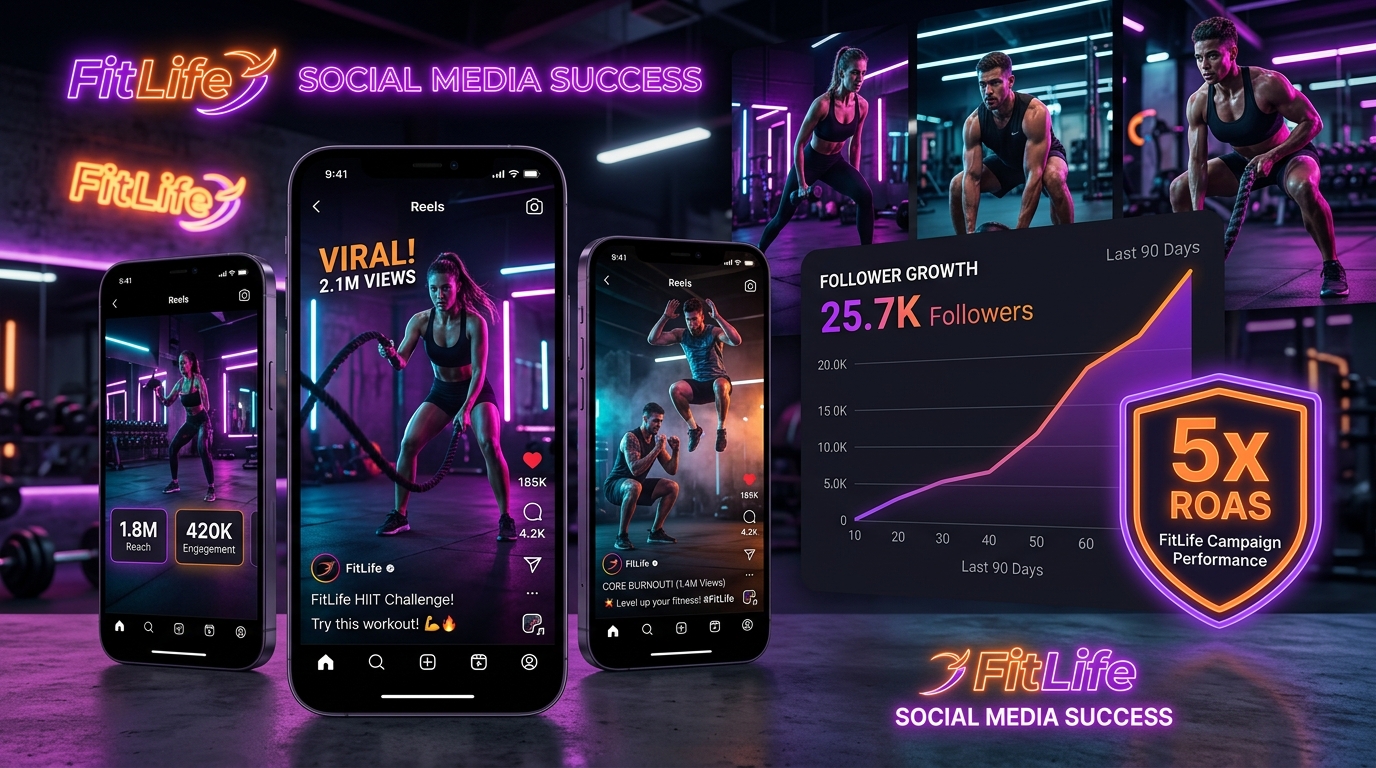 FitLife
SOCIAL MEDIA SUCCESS
FitLife
9:41
Reels
VIRAL!
2.1M VIEWS
185K
4.2K
FitLife
FitLife HIIT Challenge!
Try this workout! 💪🔥
9:41
Reels
1.8M
Reach
420K
Engagement
9:41
Reels
4.2K
CORE BURNOUT! (1.4M Views)
💥 Level up your fitness! #FitLife
FOLLOWER GROWTH
Last 90 Days
25.7K Followers
20.0K
15 0K
10.0K
5.0K
0
10 20 30 40 50 60
Last 90 Days
5x
ROAS
FitLife Campaign
Performance
FitLife
SOCIAL MEDIA SUCCESS